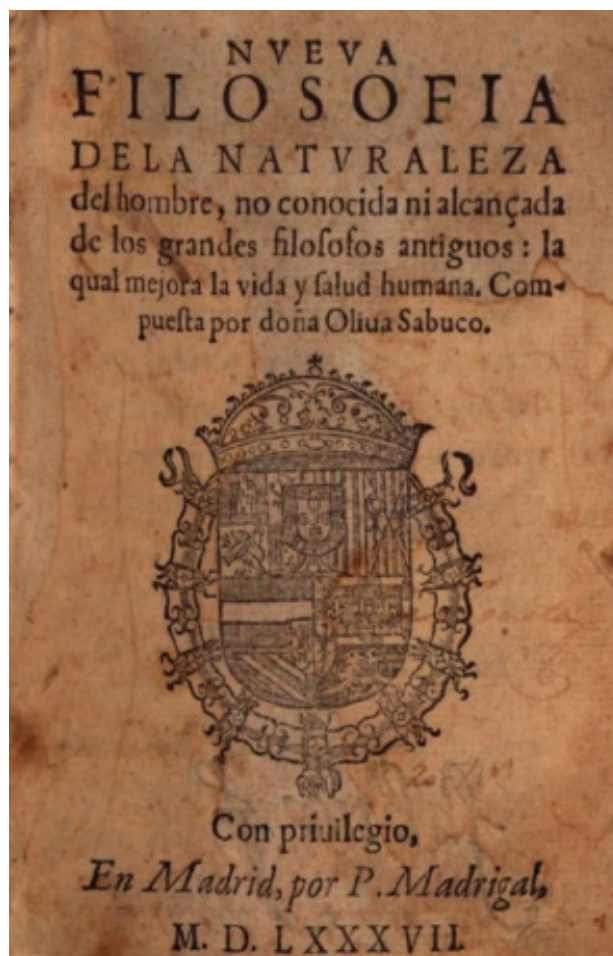 NVEVA
FILOSOFIA
DELA NATVRALEZA
del hombre, no conocida ni alcançada
de los grandes filoſofos antiguos : la
qual mejora la vida y ſalud humana. Com-
pueſta por doña Oliua Sabuco.
Con priuilegio,
En Madrid, por P. Madrigal,
M. D. LXXXVII.